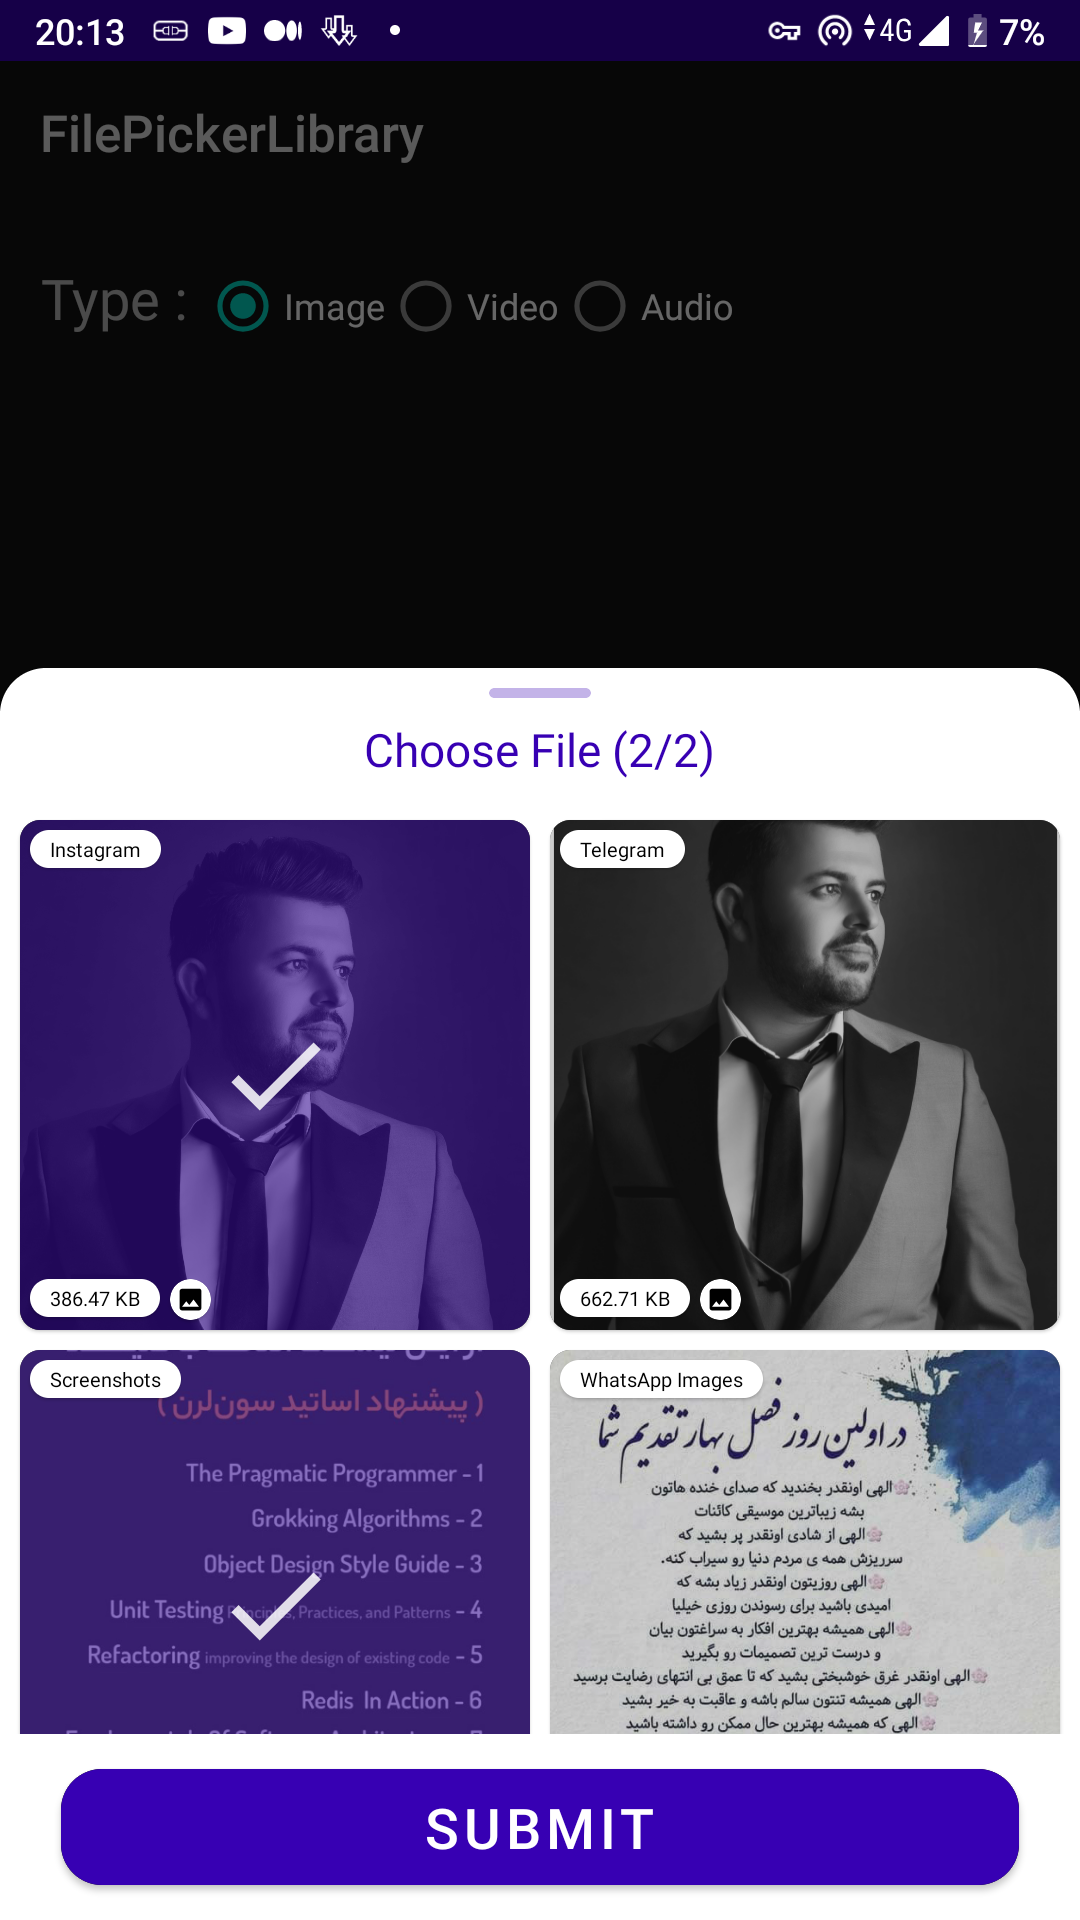 20:13
4G 7%
FilePickerLibrary
Type :
Image
Video
Audio
Choose File (2/2)
Instagram
Telegram
386.47 KB
662.71 KB
Screenshots
( پیشنهاد اساتید سون‌لرن )
The Pragmatic Programmer - 1
Grokking Algorithms - 2
Object Design Style Guide - 3
Unit Testing Principles, Practices, and Patterns - 4
Refactoring improving the design of existing code - 5
Redis In Action - 6
WhatsApp Images
در اولین روز فصل بهار تقدیم شما
🌸الهی اونقدر بخندید که صدای خنده هاتون
بشه زیباترین موسیقی کائنات
🌸الهی از شادی اونقدر پر بشید که
سرریزش همه ی مردم دنیا رو سیراب کنه.
🌸الهی روزیتون اونقدر زیاد بشه که
امیدی باشید برای رسوندن روزی خیلیا
🌸الهی همیشه بهترین افکار به سراغتون بیان
و درست ترین تصمیمات رو بگیرید
🌸الهی اونقدر غرق خوشبختی بشید که تا عمق بی انتهای رضایت برسید
🌸الهی همیشه تنتون سالم باشه و عاقبت به خیر بشید
🌸الهی که همیشه بهترین حال ممکن رو داشته باشید
SUBMIT